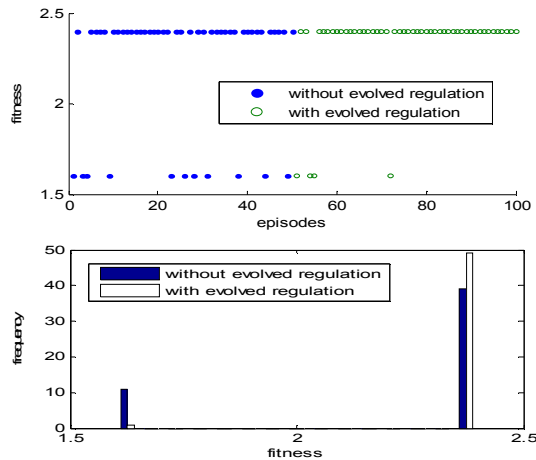 2.5
2
1.5
fitness
without evolved regulation
with evolved regulation
0 20 40 60 80 100
episodes
50
40
30
20
10
0
frequency
without evolved regulation
with evolved regulation
1.5 2 2.5
fitness